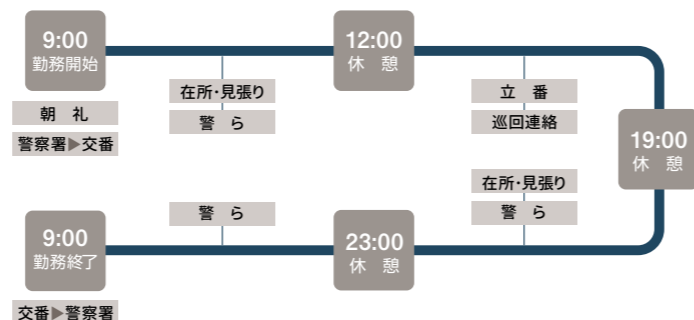 9:00
勤務開始
朝 礼
警察署▶交番
在所・見張り
警 ら
12:00
休 憩
立 番
巡回連絡
19:00
休 憩
在所・見張り
警 ら
23:00
休 憩
警 ら
9:00
勤務終了
交番▶警察署